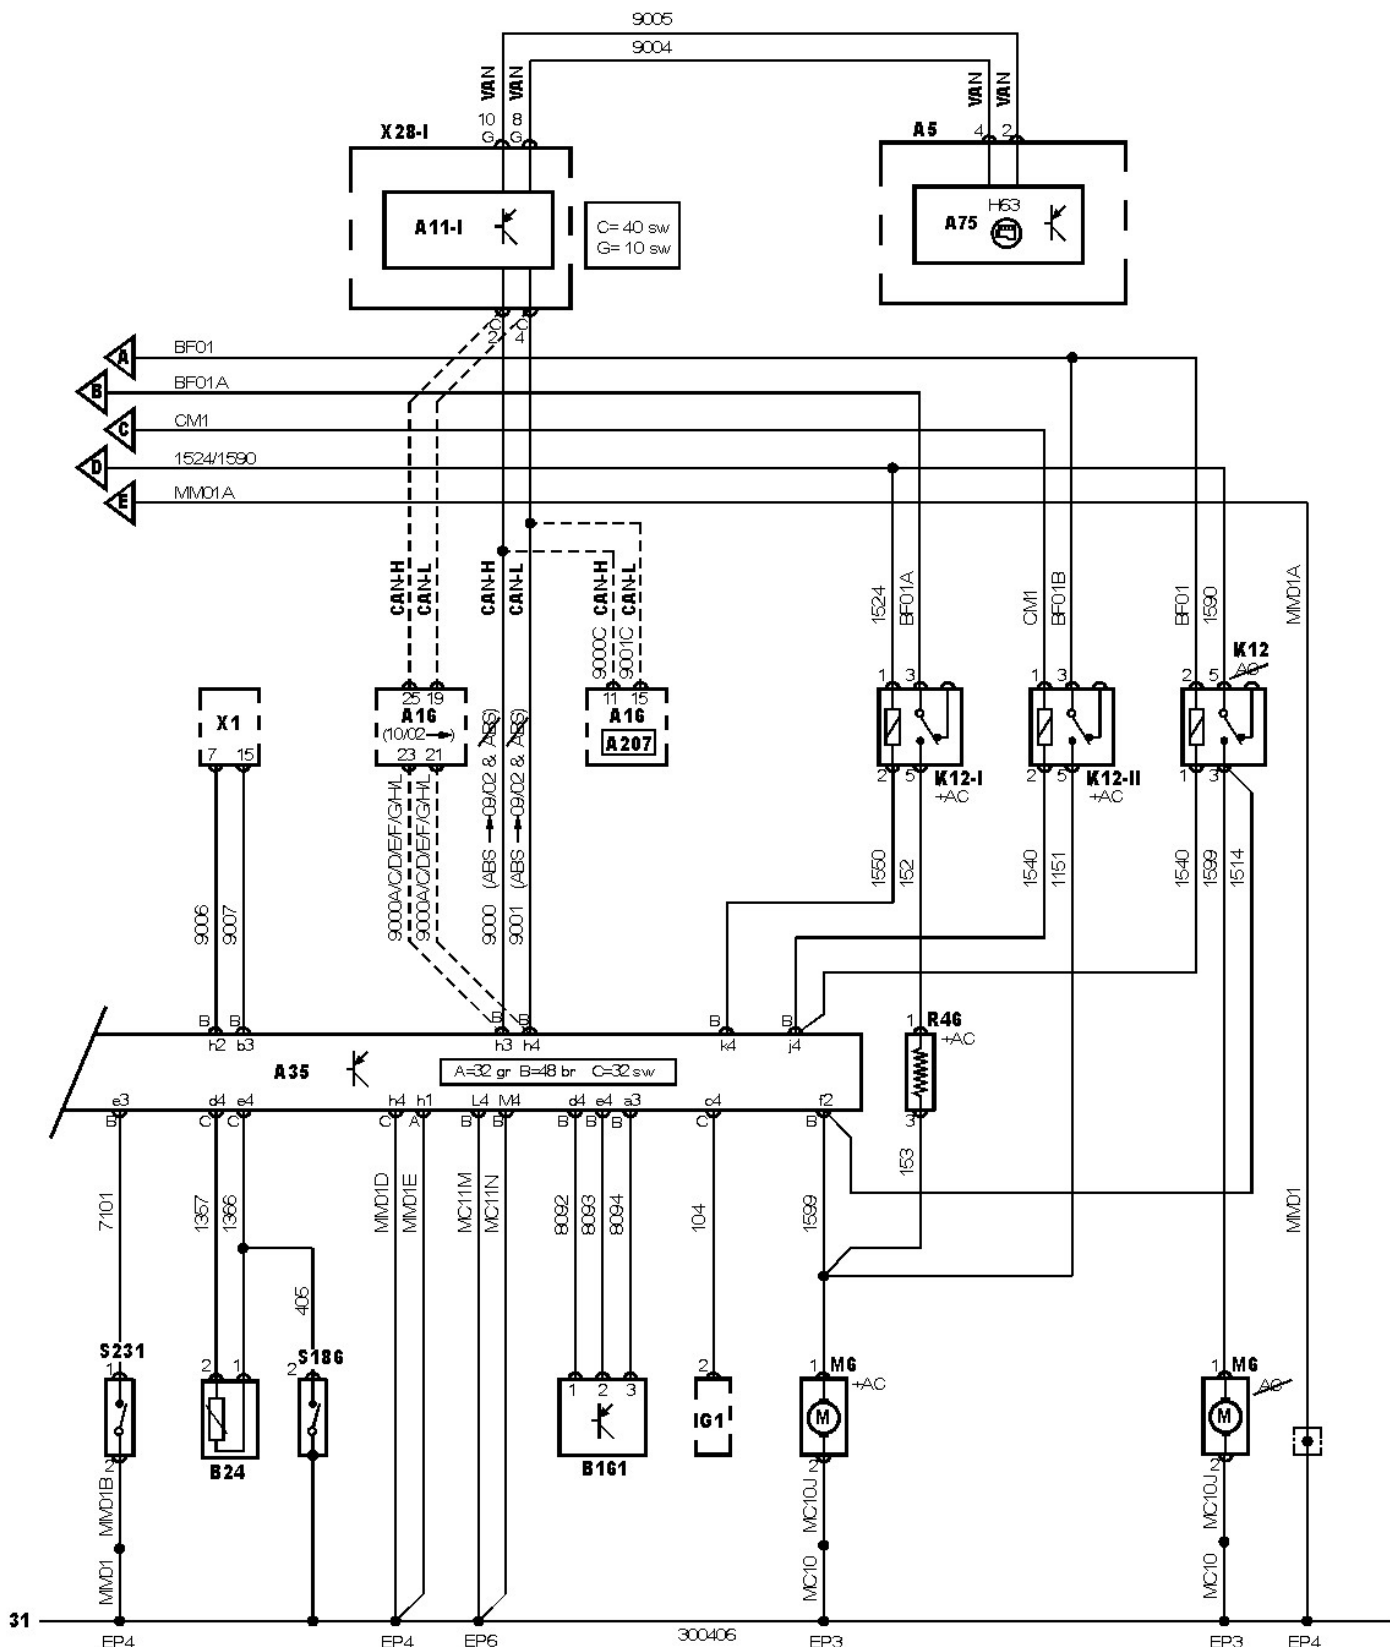 9005
9004
VAN
VAN
VAN
VAN
10
8
G
G
X28-I
A5
4
2
A11-I
C= 40 sw
G= 10 sw
H63
A75
C
C
2
4
A
BF01
B
BF01A
C
CM1
D
1524/1590
E
MM01A
CAN-H
CAN-L
CAN-H
CAN-L
CAN-H
CAN-L
9000C
9001C
1524
BF01A
CM1
BF01B
BF01
1590
MM01A
K12
AC
1
3
1
3
2
5
25
19
11
15
X1
A16
(10/02 → )
A16
A207
7
15
23
21
2
5
K12-I
+AC
2
5
K12-II
+AC
1
3
9006
9007
9000A/C/D/E/F/G/H/L
9000A/C/D/E/F/G/H/L
9000 (ABS → 09/02 & ABS)
9001 (ABS → 09/02 & ABS)
1550
152
1540
1151
1540
1599
1514
B
B
B
B
B
B
h2
b3
h3
h4
k4
j4
1
R46
+AC
A35
A=32 gr B=48 br C=32 sw
e3
d4
e4
h4
h1
L4
M4
d4
e4
a3
c4
f2
B
C
C
C
A
B
B
B
B
B
C
B
3
7101
1357
1366
MM01D
MM01E
MC11M
MC11N
8092
8093
8094
104
1599
153
MM01
405
S231
1
2
1
2
S186
1
2
3
2
IG1
1
M6
+AC
M
1
M6
AC
M
2
B24
B161
2
2
MM01B
MC10J
MC10J
MM01
MC10
MC10
31
EP4
EP4
EP6
300406
EP3
EP3
EP4